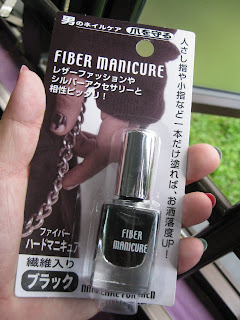 男のネイルケア 爪を守る
FIBER MANICURE
レザーファッションや
シルバーアクセサリーと
相性ピッタリ！
人さし指や小指など一本だけ塗れば、お洒落度UP！
FIBER
MANICURE
ファイバー
ハードマニキュア
繊維入り
ブラック
NAIL CARE FOR MEN